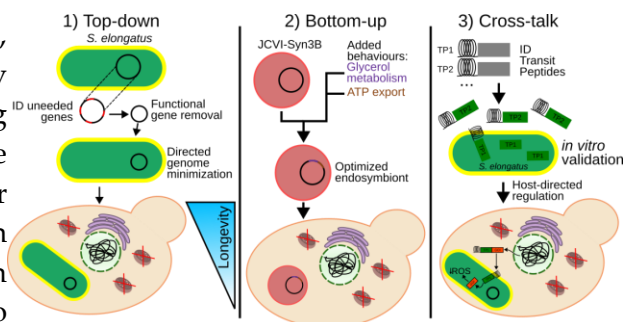 1) Top-down
S. elongatus
ID uneeded
genes
Functional
gene removal
Directed
genome
minimization
Longevity
2) Bottom-up
JCVI-Syn3B
Added
behaviours:
Glycerol
metabolism
ATP export
Optimized
endosymbiont
3) Cross-talk
TP1
TP2
...
ID
Transit
Peptides
TP3
TP2
TP1
TP1
TP1
S. elongatus
in vitro
validation
Host-directed
regulation
↓ROS